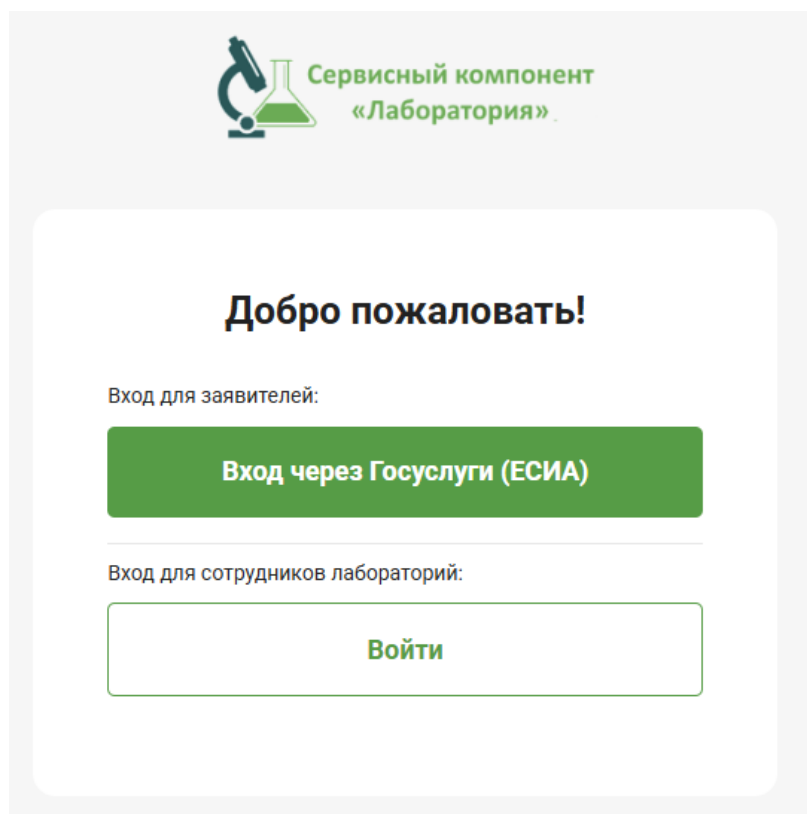 Сервисный компонент
«Лаборатория»
Добро пожаловать!
Вход для заявителей:
Вход через Госуслуги (ЕСИА)
Вход для сотрудников лабораторий:
Войти